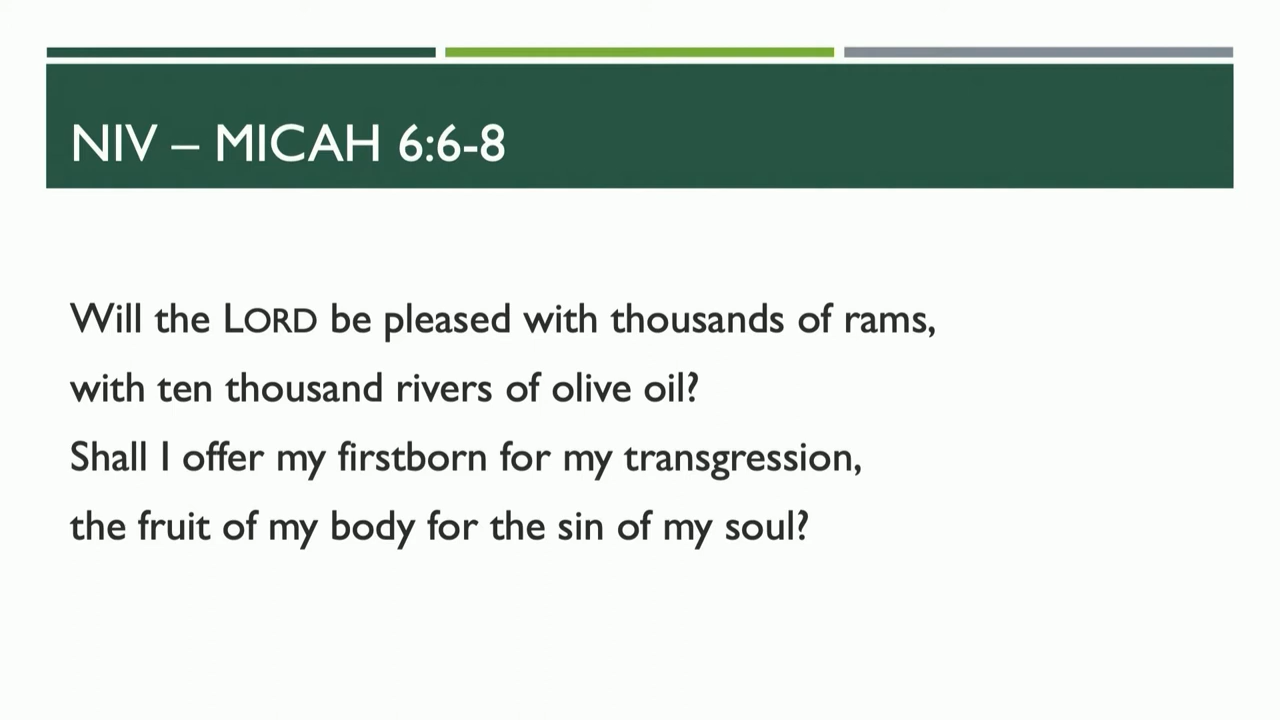 NIV – MICAH 6:6-8
Will the LORD be pleased with thousands of rams,
with ten thousand rivers of olive oil?
Shall I offer my firstborn for my transgression,
the fruit of my body for the sin of my soul?